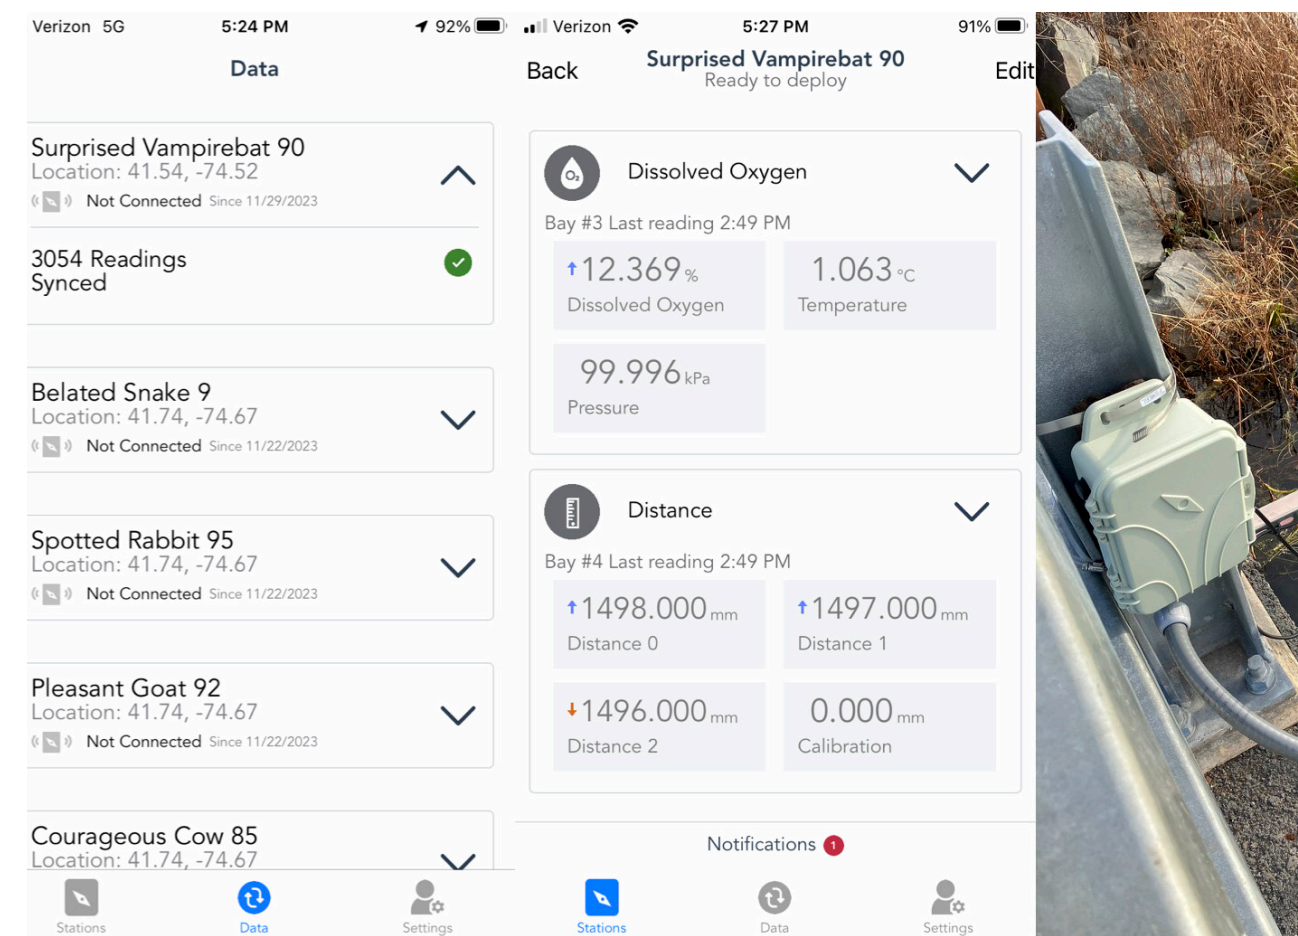 Verizon 5G 5:24 PM 92%
Data
Surprised Vampirebat 90
Location: 41.54, -74.52
Not Connected Since 11/29/2023
3054 Readings
Synced
Belated Snake 9
Location: 41.74, -74.67
Not Connected Since 11/22/2023
Spotted Rabbit 95
Location: 41.74, -74.67
Not Connected Since 11/22/2023
Pleasant Goat 92
Location: 41.74, -74.67
Not Connected Since 11/22/2023
Courageous Cow 85
Location: 41.74, -74.67
Stations Data Settings
Verizon 5:27 PM 91%
Back Surprised Vampirebat 90 Edit
Ready to deploy
O₂ Dissolved Oxygen
Bay #3 Last reading 2:49 PM
12.369 % 1.063 °C
Dissolved Oxygen Temperature
99.996 kPa
Pressure
Distance
Bay #4 Last reading 2:49 PM
1498.000 mm 1497.000 mm
Distance 0 Distance 1
1496.000 mm 0.000 mm
Distance 2 Calibration
Notifications 1
Stations Data Settings